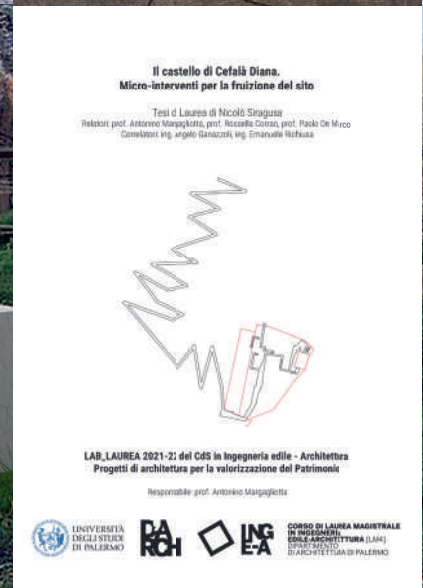 Il castello di Cefalà Diana.
Micro-interventi per la fruizione del sito
Tesi d Laurea di Nicolò Siragusa
Relatori: prof. Antonino Margagliotta, prof. Rossella Corrao, prof. Paolo De Marco
Correlatori: ing. Angelo Ganazzoli, ing. Emanuele Richiusa
LAB_LAUREA 2021-22 del CdS in Ingegneria edile - Architettura
Progetti di architettura per la valorizzazione del Patrimonio
Responsabile: prof. Antonino Margagliotta
UNIVERSITÀ
DEGLI STUDI
DI PALERMO
DARCH
ING
E-A
CORSO DI LAUREA MAGISTRALE
IN INGEGNERIA
EDILE-ARCHITETTURA [LM4]
DIPARTIMENTO
DI ARCHITETTURA DI PALERMO